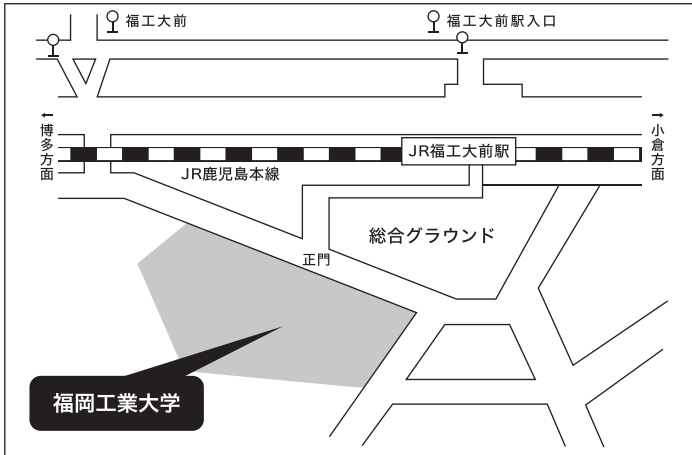 福工大前
福工大前駅入口
←博多方面
→小倉方面
JR福工大前駅
JR鹿児島本線
総合グラウンド
正門
福岡工業大学